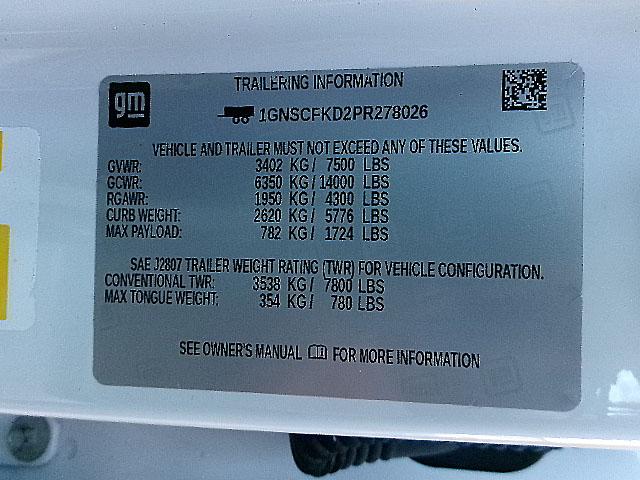 gm
TRAILERING INFORMATION
1GNSCFKD2PR278026
VEHICLE AND TRAILER MUST NOT EXCEED ANY OF THESE VALUES.
GVWR: 3402 KG / 7500 LBS
GCWR: 6350 KG / 14000 LBS
RGAWR: 1950 KG / 4300 LBS
CURB WEIGHT: 2620 KG / 5776 LBS
MAX PAYLOAD: 782 KG / 1724 LBS
SAE J2807 TRAILER WEIGHT RATING (TWR) FOR VEHICLE CONFIGURATION.
CONVENTIONAL TWR: 3538 KG / 7800 LBS
MAX TONGUE WEIGHT: 354 KG / 780 LBS
SEE OWNER'S MANUAL FOR MORE INFORMATION